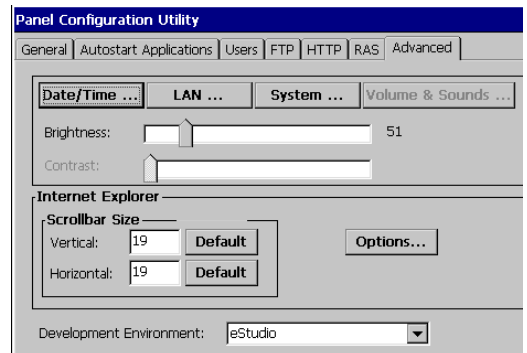 Panel Configuration Utility
General Autostart Applications Users FTP HTTP RAS Advanced
Date/Time ... LAN ... System ... Volume & Sounds ...
Brightness: 51
Contrast:
Internet Explorer
Scrollbar Size
Vertical: 19 Default Options...
Horizontal: 19 Default
Development Environment: eStudio